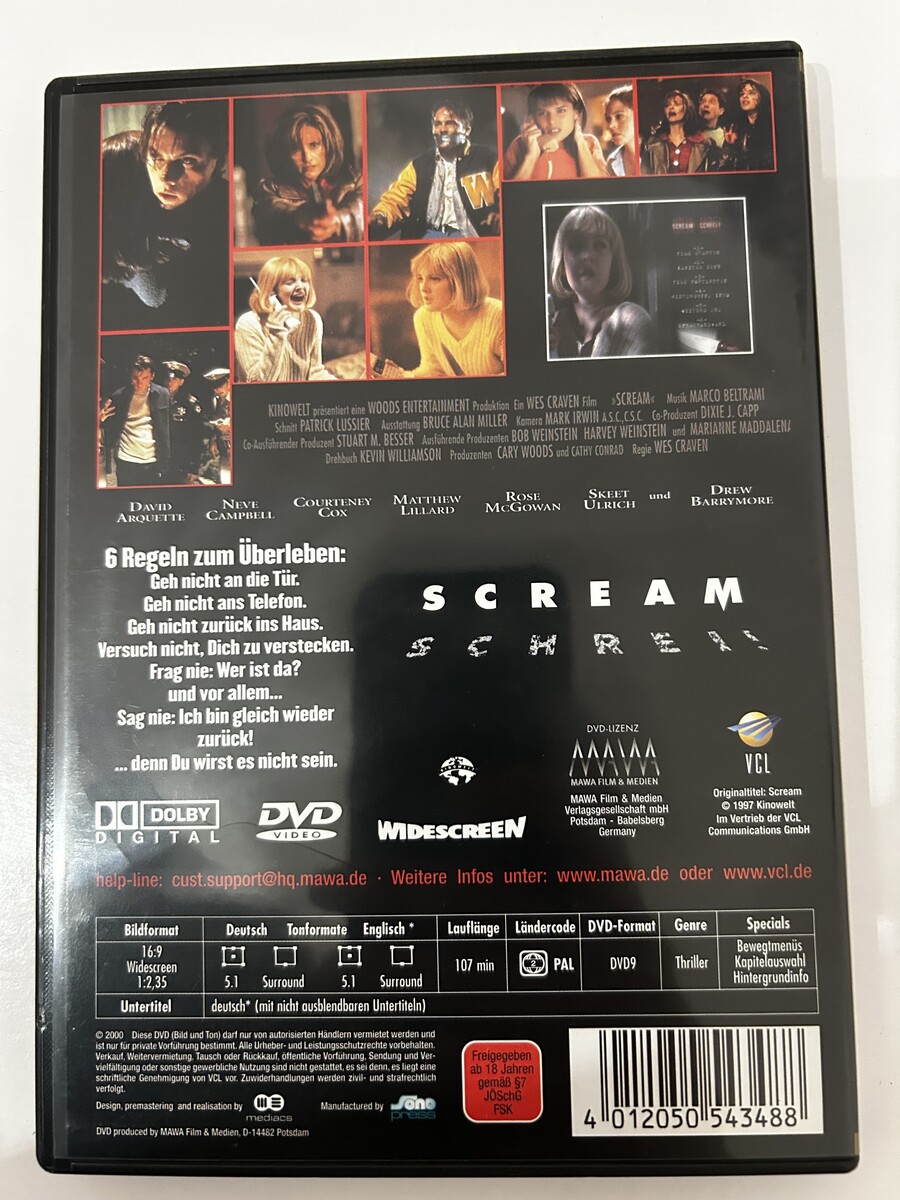 W
SCREAM SCHREI
KINOWELT präsentiert eine WOODS ENTERTAINMENT Produktion Ein WES CRAVEN Film »SCREAM« Musik MARCO BELTRAMI
Schnitt PATRICK LUSSIER Ausstattung BRUCE ALAN MILLER Kamera MARK IRWIN A.S.C.,C.S.C. Co-Produzent DIXIE J. CAPP
Co-Ausführender Produzent STUART M. BESSER Ausführende Produzenten BOB WEINSTEIN HARVEY WEINSTEIN und MARIANNE MADDALENA
Drehbuch KEVIN WILLIAMSON Produzenten CARY WOODS und CATHY CONRAD Regie WES CRAVEN
DAVID ARQUETTE
NEVE CAMPBELL
COURTENEY COX
MATTHEW LILLARD
ROSE McGOWAN
SKEET ULRICH
und
DREW BARRYMORE
6 Regeln zum Überleben:
Geh nicht an die Tür.
Geh nicht ans Telefon.
Geh nicht zurück ins Haus.
Versuch nicht, Dich zu verstecken.
Frag nie: Wer ist da?
und vor allem...
Sag nie: Ich bin gleich wieder
zurück!
... denn Du wirst es nicht sein.
SCREAM
SCHREI!
DOLBY
DIGITAL
DVD
VIDEO
WIDESCREEN
DVD-LIZENZ
MAWA
MAWA FILM & MEDIEN
MAWA Film & Medien
Verlagsgesellschaft mbH
Potsdam - Babelsberg
Germany
VCL
Originaltitel: Scream
© 1997 Kinowelt
Im Vertrieb der VCL
Communications GmbH
help-line: cust.support@hq.mawa.de · Weitere Infos unter: www.mawa.de oder www.vcl.de
Bildformat
16:9
Widescreen
1:2,35
Deutsch Tonformate Englisch *
5.1 Surround 5.1 Surround
Lauflänge
107 min
Ländercode
2 PAL
DVD-Format
DVD9
Genre
Thriller
Specials
Bewegtmenüs
Kapitelauswahl
Hintergrundinfo
Untertitel
deutsch* (mit nicht ausblendbaren Untertiteln)
© 2000 Diese DVD (Bild und Ton) darf nur von autorisierten Händlern vermietet werden und
ist nur für private Vorführung bestimmt. Alle Urheber- und Leistungsschutzrechte vorbehalten.
Verkauf, Weitervermietung, Tausch oder Rückkauf, öffentliche Vorführung, Sendung und Ver-
vielfältigung oder sonstige gewerbliche Nutzung sind nicht gestattet, es sei denn, es liegt eine
schriftliche Genehmigung von VCL vor. Zuwiderhandlungen werden zivil- und strafrechtlich
verfolgt.
Design, premastering and realisation by mediacs
Manufactured by sono press
DVD produced by MAWA Film & Medien, D-14482 Potsdam
Freigegeben
ab 18 Jahren
gemäß §7
JÖSchG
FSK
4 012050 543488